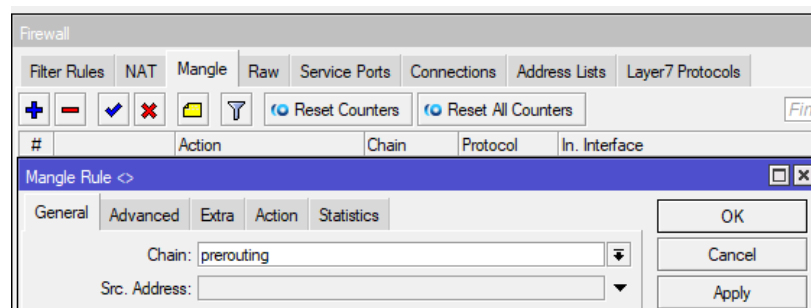 Firewall
Filter Rules NAT Mangle Raw Service Ports Connections Address Lists Layer7 Protocols
Reset Counters Reset All Counters
# Action Chain Protocol In. Interface
Mangle Rule <>
General Advanced Extra Action Statistics OK
Chain: prerouting Cancel
Src. Address: Apply